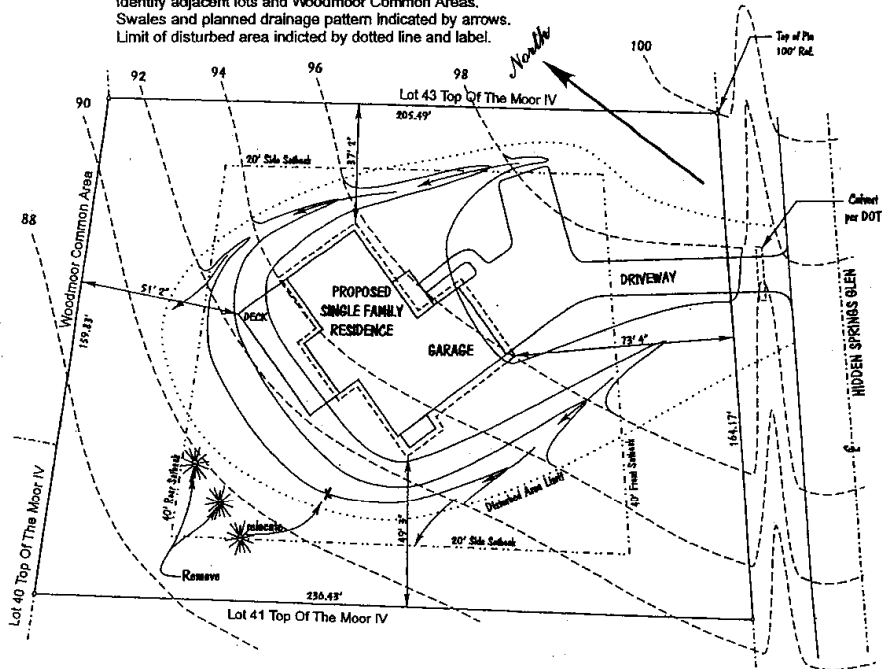 Identify adjacent lots and Woodmoor Common Areas.
Swales and planned drainage pattern indicated by arrows.
Limit of disturbed area indicted by dotted line and label.
North
100
Top of Pin
100' Rel.
98
96
94
92
90
88
Lot 43 Top Of The Moor IV
205.49'
20' Side Setback
37' 2"
Culvert
per DOT
Woodmoor Common Area
159.83'
51' 2"
DECK
PROPOSED
SINGLE FAMILY
RESIDENCE
GARAGE
DRIVEWAY
73' 4"
HIDDEN SPRINGS GLEN
164.17'
40' Rear Setback
relocate
Remove
49' 3"
Disturbed Area Limit
40' Front Setback
20' Side Setback
236.43'
Lot 41 Top Of The Moor IV
Lot 40 Top Of The Moor IV